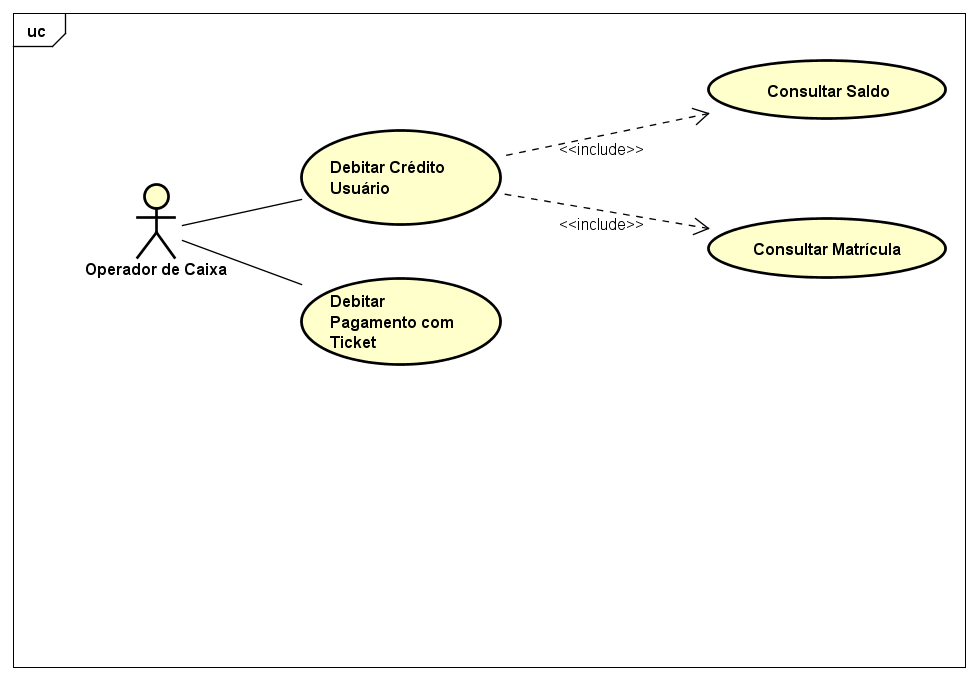 uc
Consultar Saldo
Debitar Crédito
Usuário
<<include>>
<<include>>
Consultar Matrícula
Operador de Caixa
Debitar
Pagamento com
Ticket